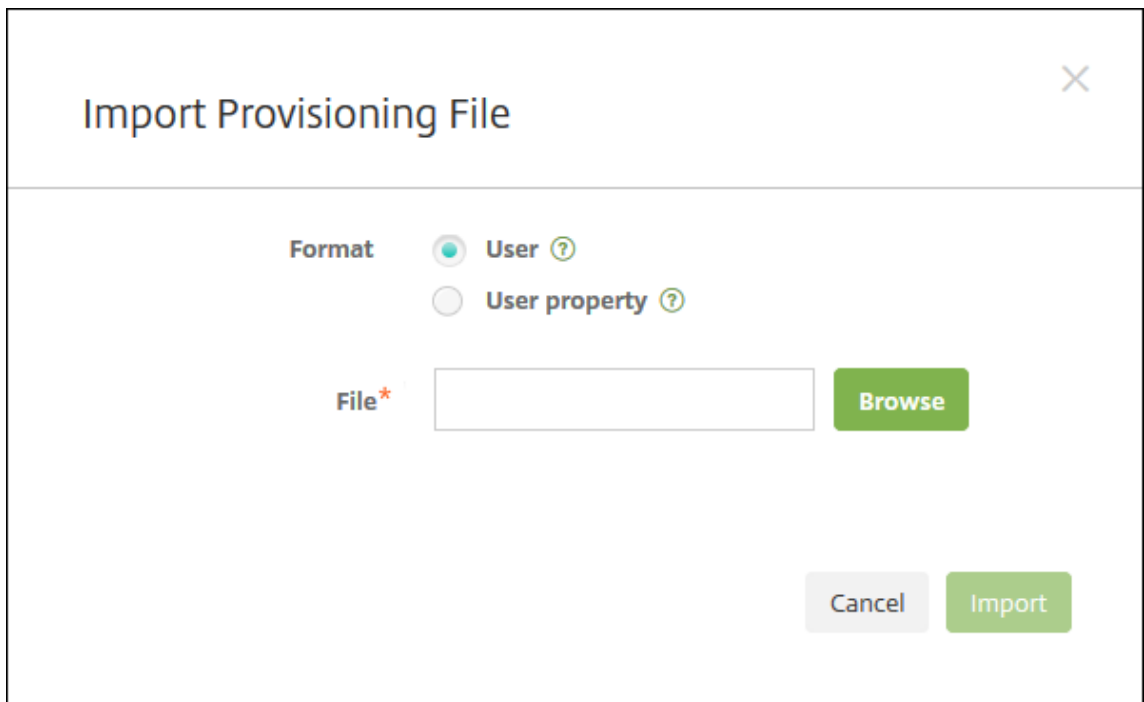 Import Provisioning File
Format
User ?
User property ?
File*
Browse
Cancel
Import